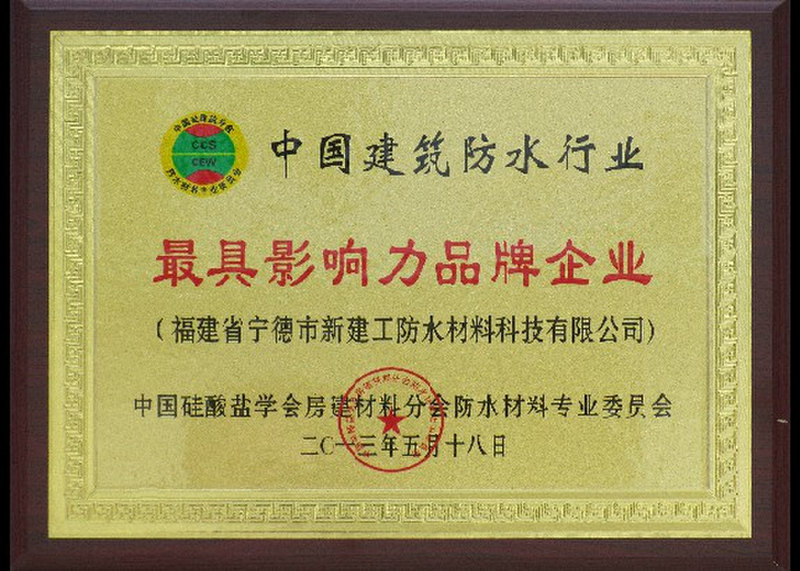 CCS
CBW
中国建筑防水行业
最具影响力品牌企业
(福建省宁德市新建工防水材料科技有限公司)
中国硅酸盐学会房建材料分会防水材料专业委员会
二〇一三年五月十八日